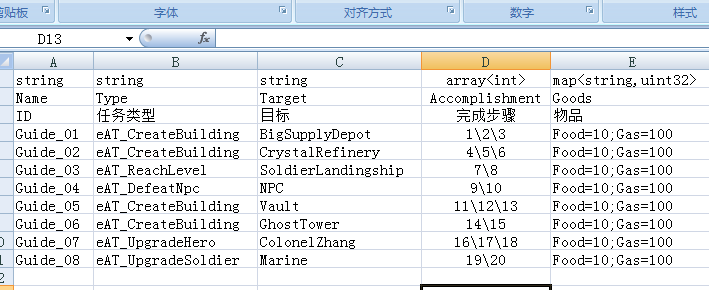 剪贴板 字体 对齐方式 数字 样式
D13 fx
A B C D E
string string string array<int> map<string,uint32>
Name Type Target Accomplishment Goods
ID 任务类型 目标 完成步骤 物品
Guide_01 eAT_CreateBuilding BigSupplyDepot 1\2\3 Food=10;Gas=100
Guide_02 eAT_CreateBuilding CrystalRefinery 4\5\6 Food=10;Gas=100
Guide_03 eAT_ReachLevel SoldierLandingship 7\8 Food=10;Gas=100
Guide_04 eAT_DefeatNpc NPC 9\10 Food=10;Gas=100
Guide_05 eAT_CreateBuilding Vault 11\12\13 Food=10;Gas=100
Guide_06 eAT_CreateBuilding GhostTower 14\15 Food=10;Gas=100
0 Guide_07 eAT_UpgradeHero ColonelZhang 16\17\18 Food=10;Gas=100
1 Guide_08 eAT_UpgradeSoldier Marine 19\20 Food=10;Gas=100
2